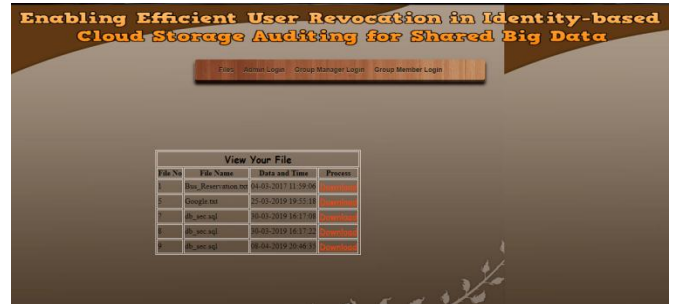 Enabling Efficient User Revocation in Identity-based
Cloud Storage Auditing for Shared Big Data
Files Admin Login Group Manager Login Group Member Login
View Your File
File No File Name Data and Time Process
1 Bus_Reservation.txt 04-03-2017 11:59:06 Download
5 Google.txt 25-03-2019 19:55:18 Download
7 db_sec.sql 30-03-2019 16:17:08 Download
8 db_sec.sql 30-03-2019 16:17:22 Download
9 db_sec.sql 08-04-2019 20:46:33 Download